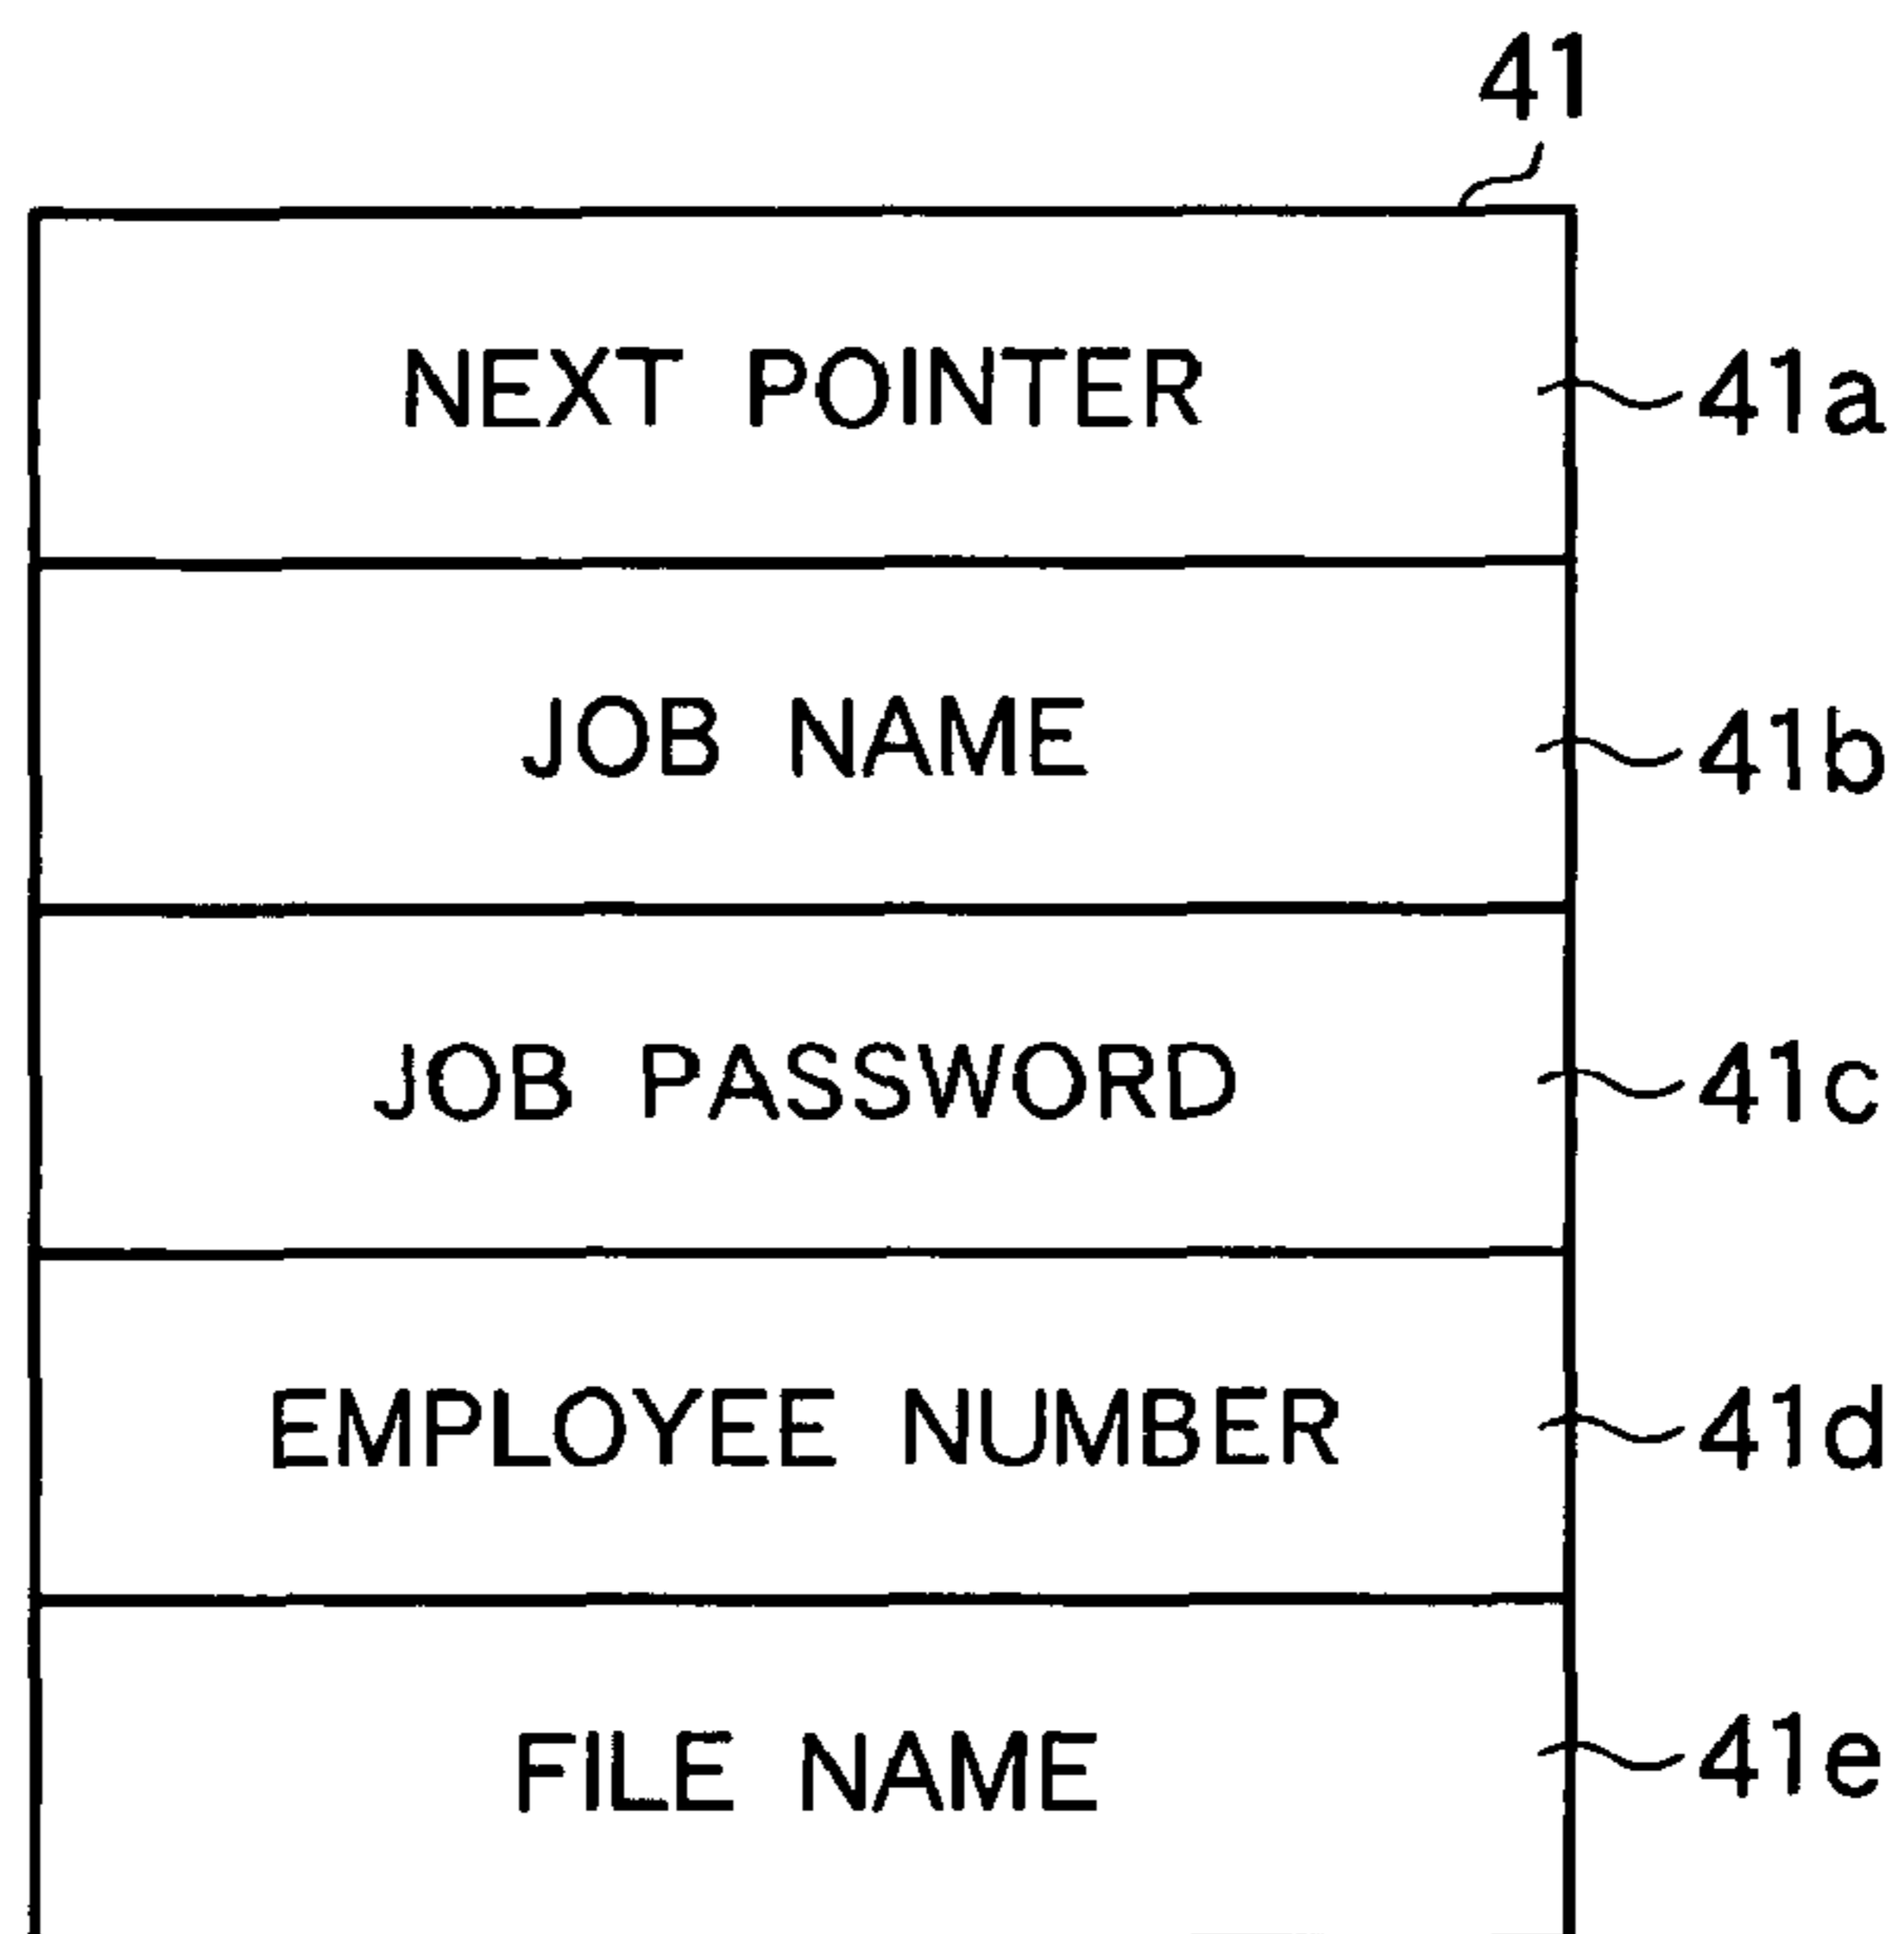 41
NEXT POINTER 41a
JOB NAME 41b
JOB PASSWORD 41c
EMPLOYEE NUMBER 41d
FILE NAME 41e